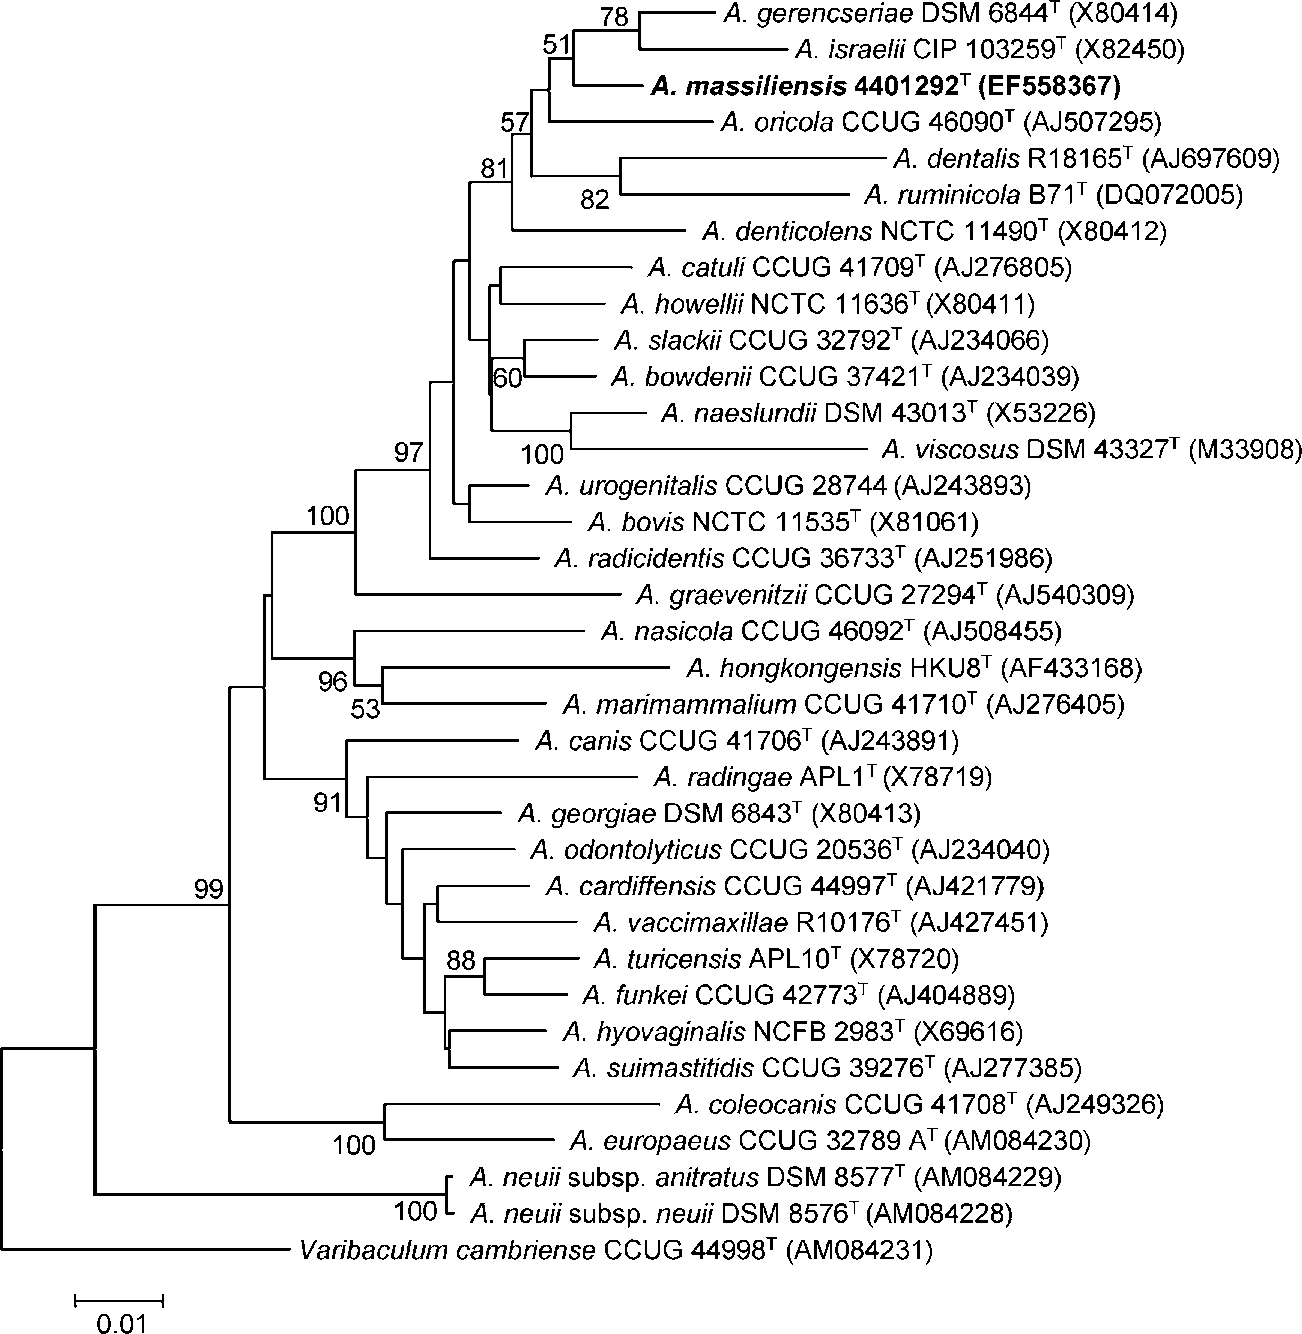 78
A. gerencseriae DSM 6844ᵀ (X80414)
51
A. israelii CIP 103259ᵀ (X82450)
A. massiliensis 4401292ᵀ (EF558367)
57
A. oricola CCUG 46090ᵀ (AJ507295)
81
A. dentalis R18165ᵀ (AJ697609)
82
A. ruminicola B71ᵀ (DQ072005)
A. denticolens NCTC 11490ᵀ (X80412)
A. catuli CCUG 41709ᵀ (AJ276805)
A. howellii NCTC 11636ᵀ (X80411)
A. slackii CCUG 32792ᵀ (AJ234066)
60
A. bowdenii CCUG 37421ᵀ (AJ234039)
A. naeslundii DSM 43013ᵀ (X53226)
97
100
A. viscosus DSM 43327ᵀ (M33908)
A. urogenitalis CCUG 28744 (AJ243893)
100
A. bovis NCTC 11535ᵀ (X81061)
A. radicidentis CCUG 36733ᵀ (AJ251986)
A. graevenitzii CCUG 27294ᵀ (AJ540309)
A. nasicola CCUG 46092ᵀ (AJ508455)
96
A. hongkongensis HKU8ᵀ (AF433168)
53
A. marimammalium CCUG 41710ᵀ (AJ276405)
A. canis CCUG 41706ᵀ (AJ243891)
A. radingae APL1ᵀ (X78719)
91
A. georgiae DSM 6843ᵀ (X80413)
A. odontolyticus CCUG 20536ᵀ (AJ234040)
99
A. cardiffensis CCUG 44997ᵀ (AJ421779)
A. vaccimaxillae R10176ᵀ (AJ427451)
88
A. turicensis APL10ᵀ (X78720)
A. funkei CCUG 42773ᵀ (AJ404889)
A. hyovaginalis NCFB 2983ᵀ (X69616)
A. suimastitidis CCUG 39276ᵀ (AJ277385)
A. coleocanis CCUG 41708ᵀ (AJ249326)
100
A. europaeus CCUG 32789 Aᵀ (AM084230)
A. neuii subsp. anitratus DSM 8577ᵀ (AM084229)
100
A. neuii subsp. neuii DSM 8576ᵀ (AM084228)
Varibaculum cambriense CCUG 44998ᵀ (AM084231)
0.01